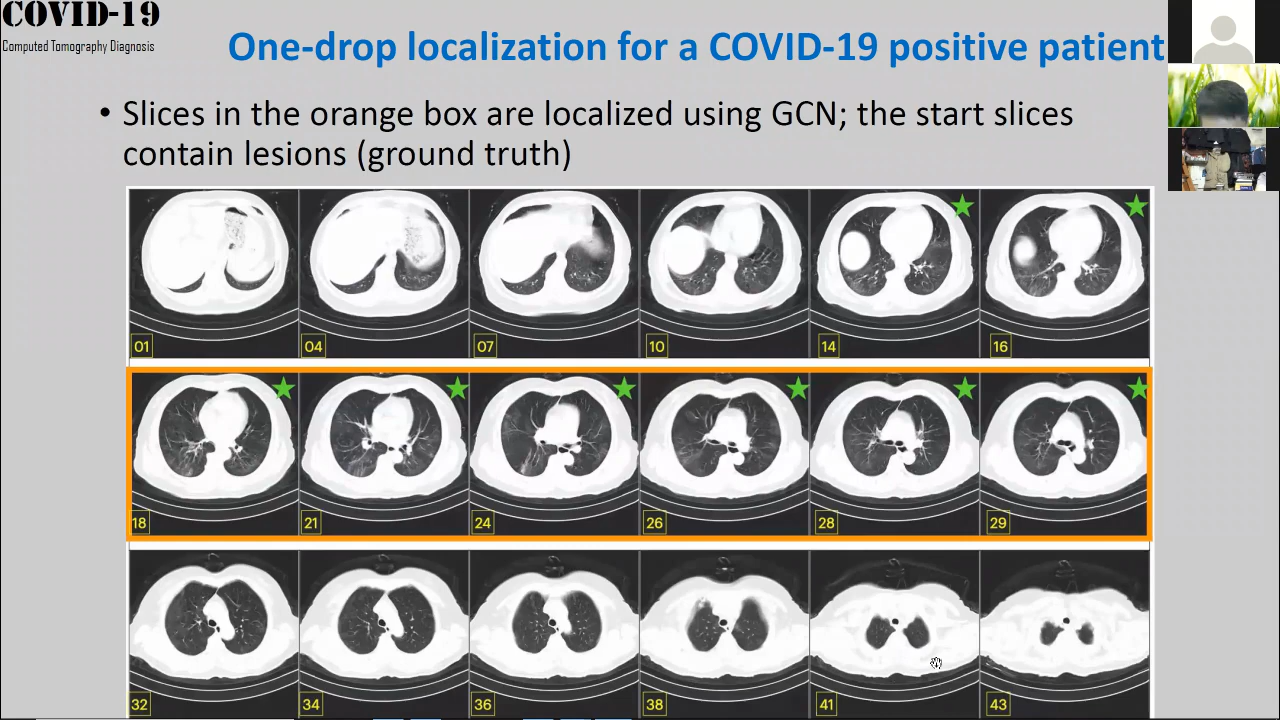 COVID-19
Computed Tomography Diagnosis
One-drop localization for a COVID-19 positive patient
• Slices in the orange box are localized using GCN; the start slices
contain lesions (ground truth)
01 04 07 10 14 16
18 21 24 26 28 29
32 34 36 38 41 43